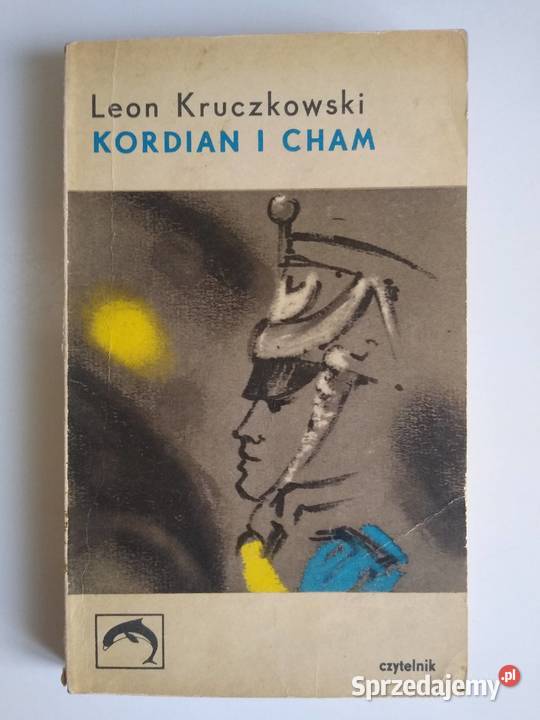 Leon Kruczkowski
KORDIAN I CHAM
czytelnik
Sprzedajemy.pl